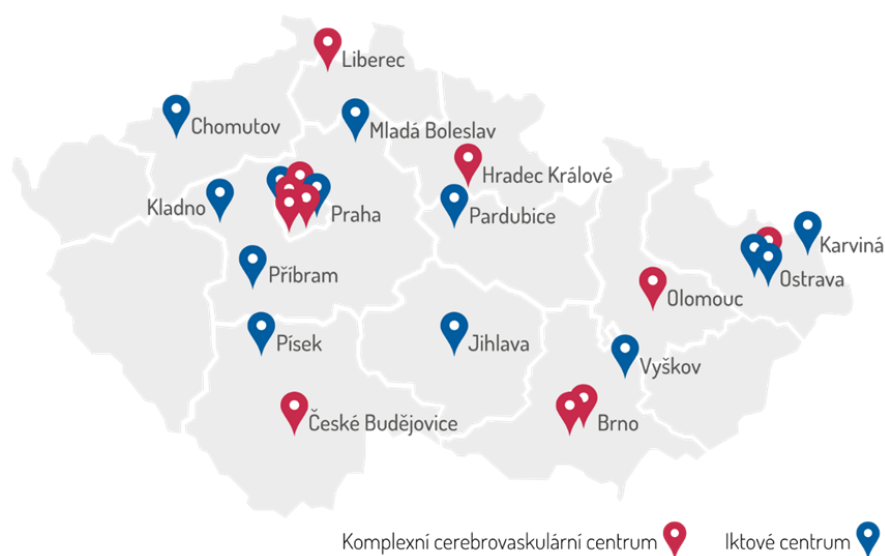 Liberec
Chomutov
Mladá Boleslav
Hradec Králové
Kladno
Praha
Pardubice
Karviná
Příbram
Ostrava
Olomouc
Písek
Jihlava
Vyškov
České Budějovice
Brno
Komplexní cerebrovaskulární centrum
Iktové centrum